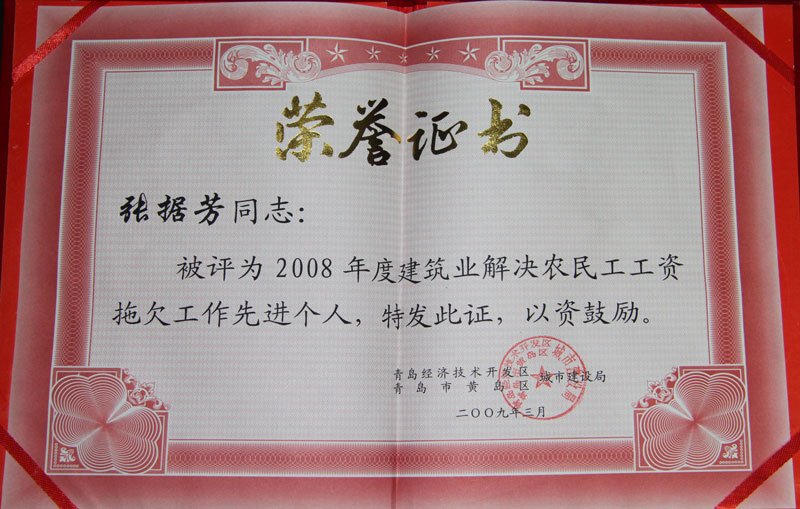 荣誉证书
张据芳同志：
被评为2008年度建筑业解决农民工工资
拖欠工作先进个人，特发此证，以资鼓励。
青岛经济技术开发区
青岛市黄岛区
城市建设局
二〇〇九年三月